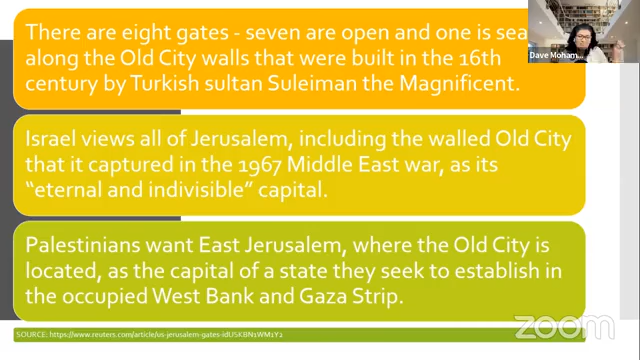 There are eight gates - seven are open and one is sea
along the Old City walls that were built in the 16th
century by Turkish sultan Suleiman the Magnificent.
Dave Moham...
Israel views all of Jerusalem, including the walled Old City
that it captured in the 1967 Middle East war, as its
“eternal and indivisible” capital.
Palestinians want East Jerusalem, where the Old City is
located, as the capital of a state they seek to establish in
the occupied West Bank and Gaza Strip.
zoom
SOURCE: https://www.reuters.com/article/us-jerusalem-gates-idUSKBN1WM1Y2